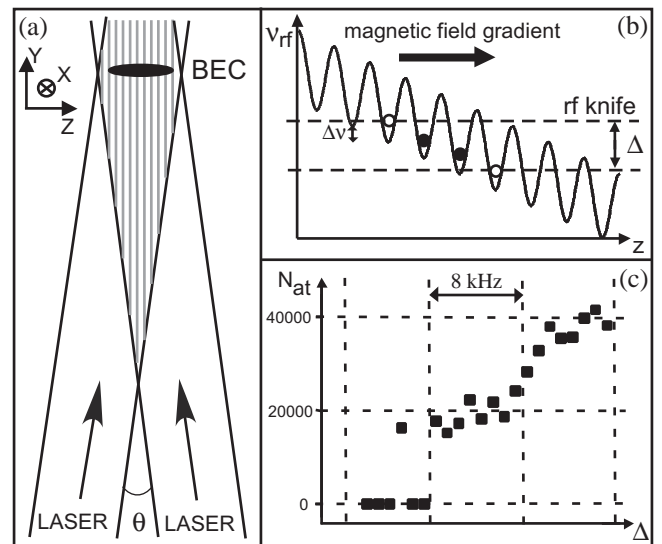 (a)
Y
X
Z
BEC
LASER
θ
LASER
ν_rf
magnetic field gradient
(b)
rf knife
Δν
Δ
z
N_at
(c)
8 kHz
40000
20000
0
Δ